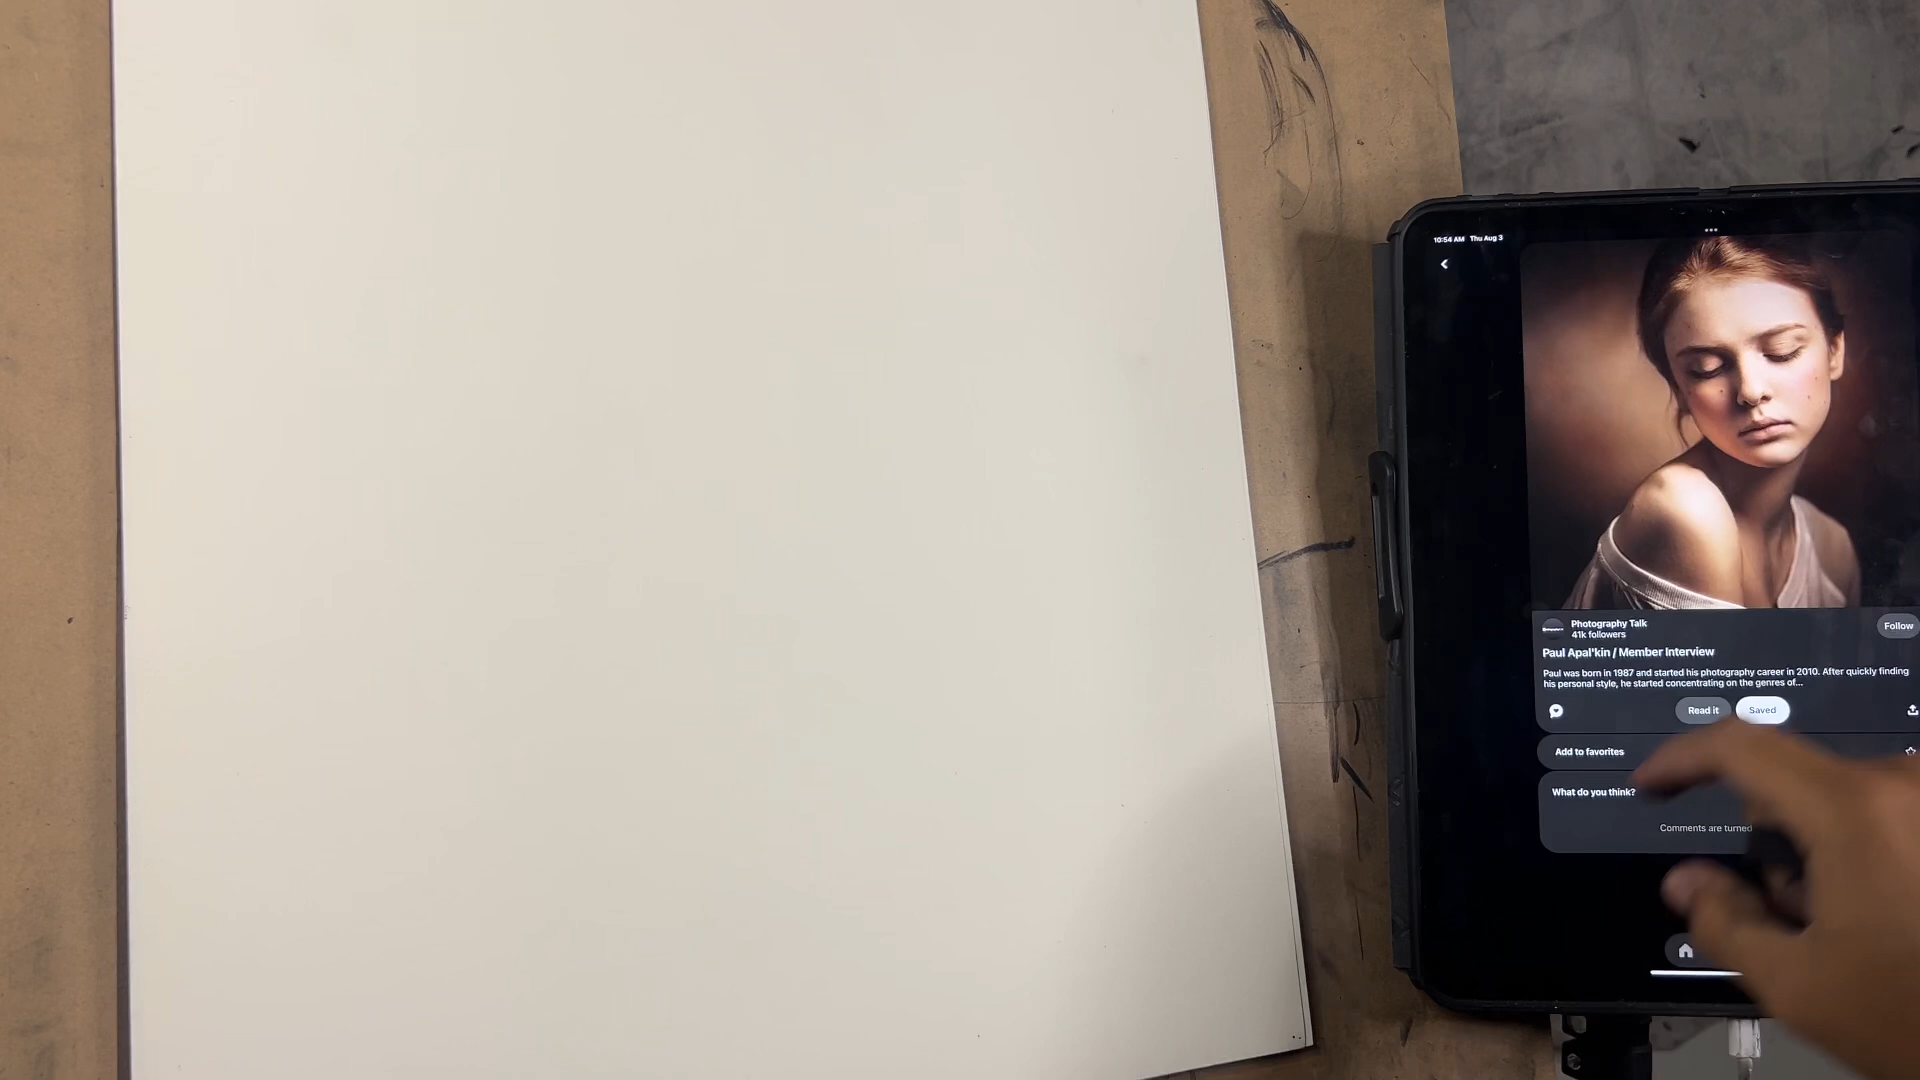 10:54 AM Thu Aug 3
Photography Talk
41k followers
Follow
Paul Apal'kin / Member Interview
Paul was born in 1987 and started his photography career in 2010. After quickly finding
his personal style, he started concentrating on the genres of...
Read it
Saved
Add to favorites
What do you think?
Comments are turned